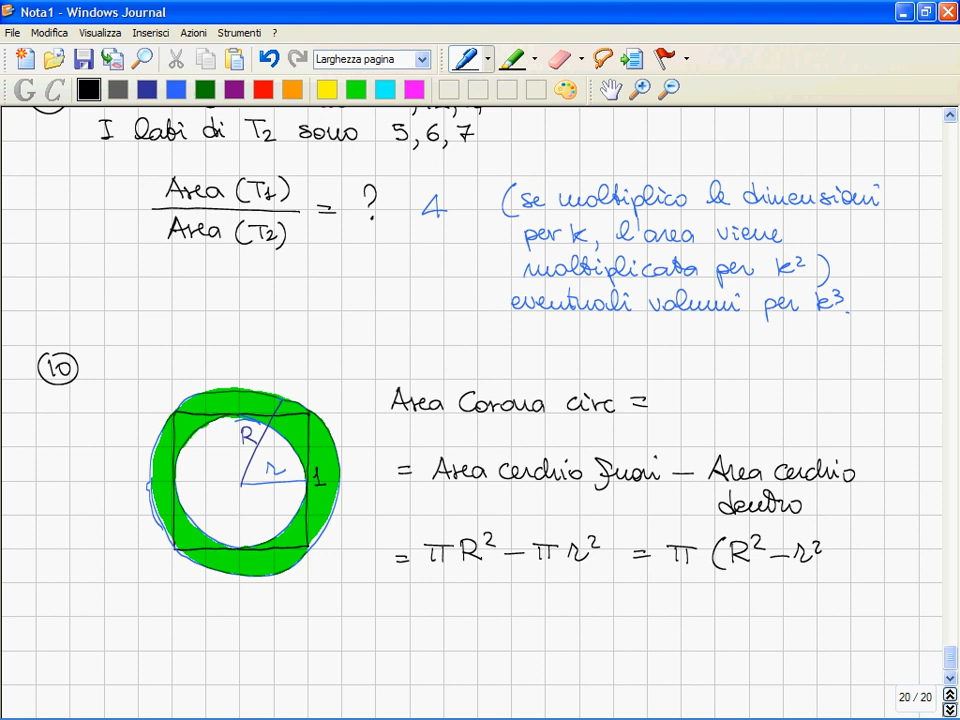 Nota1 - Windows Journal
File Modifica Visualizza Inserisci Azioni Strumenti ?
Larghezza pagina
G C
I lati di T2 sono 5, 6, 7
Area (T1)
Area (T2)
= ? 4
(se moltiplico le dimensioni
per k, l'area viene
moltiplicata per k²)
eventuali volumi per k³.
10
R
r
1
Area Corona circ =
= Area cerchio fuori − Area cerchio
dentro
= πR² − πr² = π (R² − r²
20 / 20